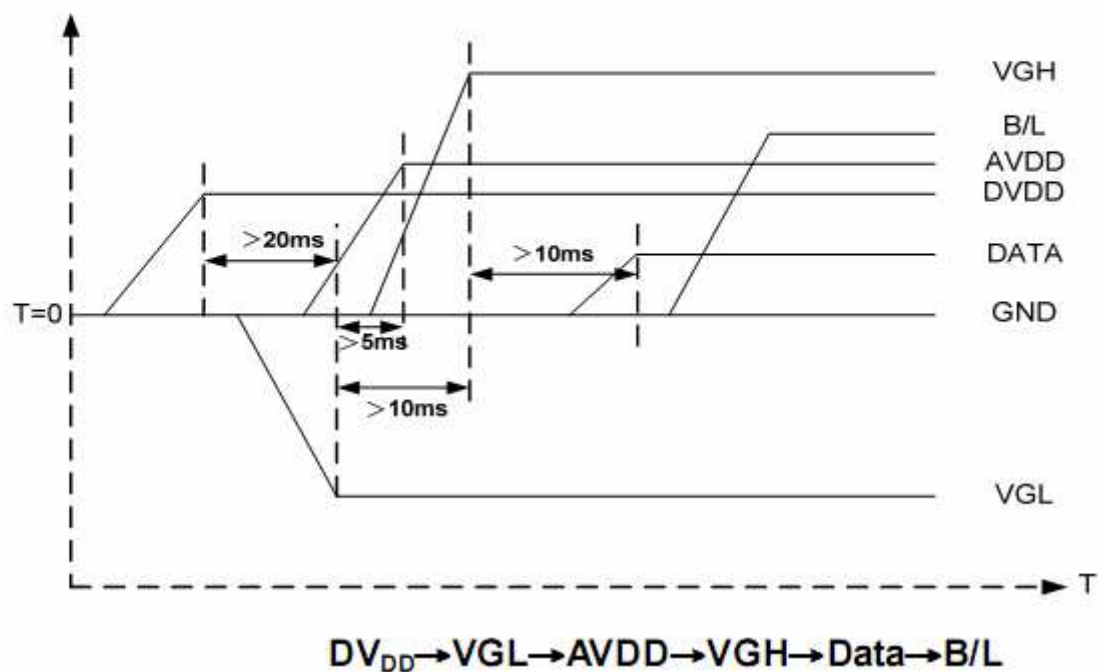 VGH
B/L
AVDD
DVDD
>20ms
>10ms
DATA
T=0
GND
>5ms
>10ms
VGL
T
DVDD→VGL→AVDD→VGH→Data→B/L